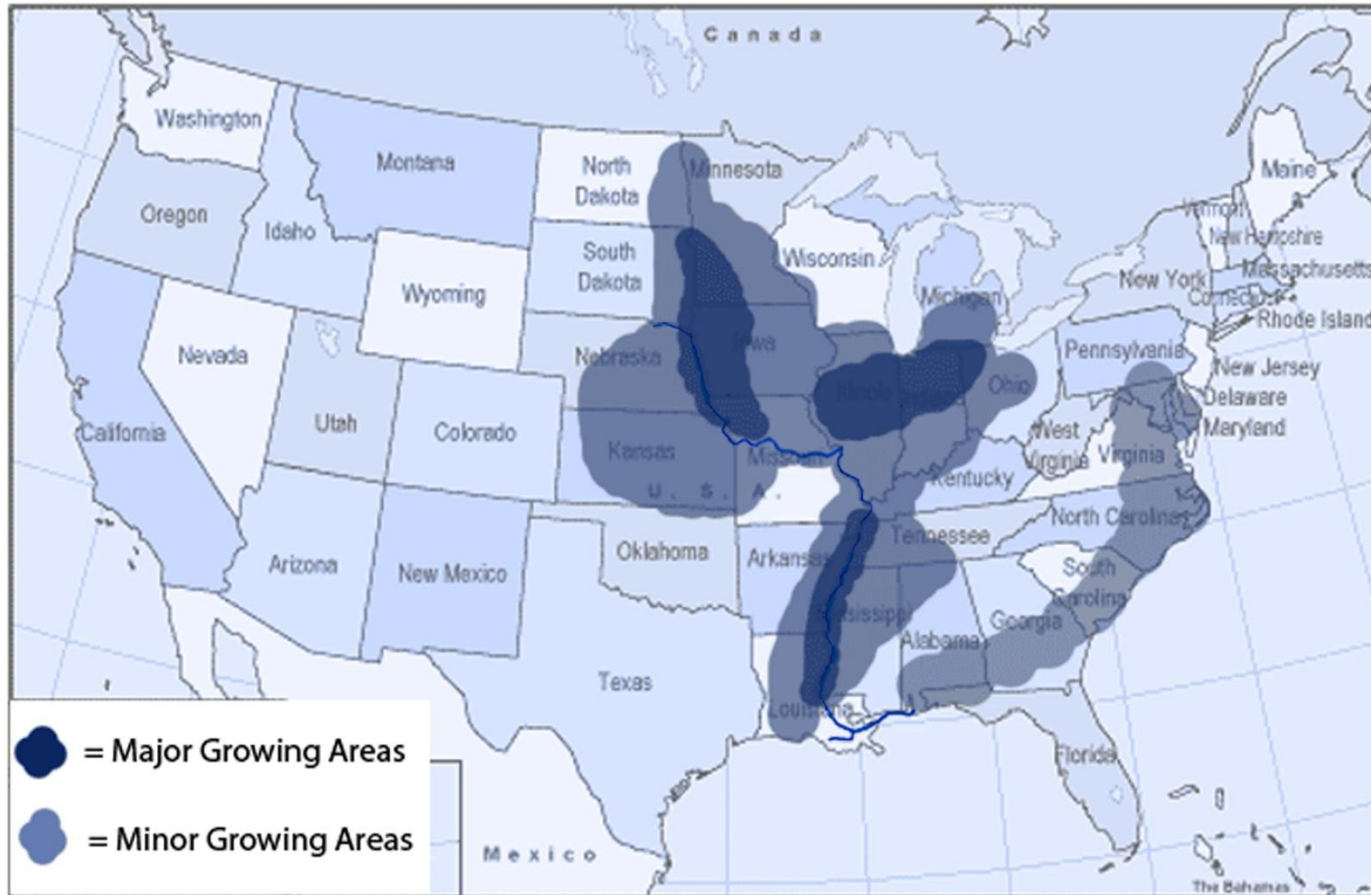 Canada
Washington
Montana
North
Dakota
Minnesota
Maine
Oregon
Idaho
Vermont
New Hampshire
South
Dakota
Wisconsin
Massachusetts
New York
Wyoming
Michigan
Rhode Island
Nevada
Nebraska
Iowa
Pennsylvania
New Jersey
Utah
Colorado
Illinois
Indiana
Ohio
Delaware
Maryland
California
Kansas
Missouri
West
Virginia
Virginia
Kentucky
U. S. A.
North Carolina
Oklahoma
Arkansas
Tennessee
Arizona
New Mexico
South
Carolina
Mississippi
Georgia
Alabama
Texas
Louisiana
Florida
= Major Growing Areas
= Minor Growing Areas
Mexico
The Bahamas